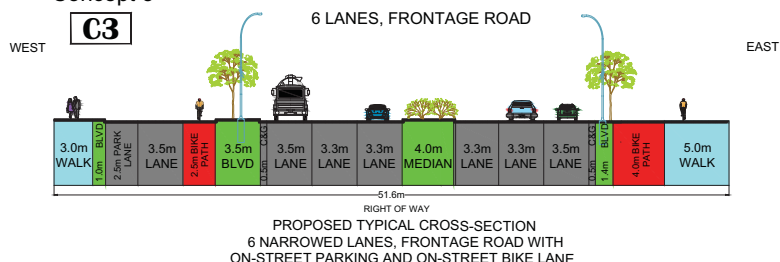 C3
6 LANES, FRONTAGE ROAD
WEST
EAST
3.0m WALK
1.0m BLVD
2.5m PARK LANE
3.5m LANE
2.5m BIKE PATH
3.5m BLVD
0.5m C&G
3.5m LANE
3.3m LANE
3.3m LANE
4.0m MEDIAN
3.3m LANE
3.3m LANE
3.5m LANE
0.5m C&G
1.4m BLVD
4.0m BIKE PATH
5.0m WALK
51.6m
RIGHT OF WAY
PROPOSED TYPICAL CROSS-SECTION
6 NARROWED LANES, FRONTAGE ROAD WITH
ON-STREET PARKING AND ON-STREET BIKE LANE